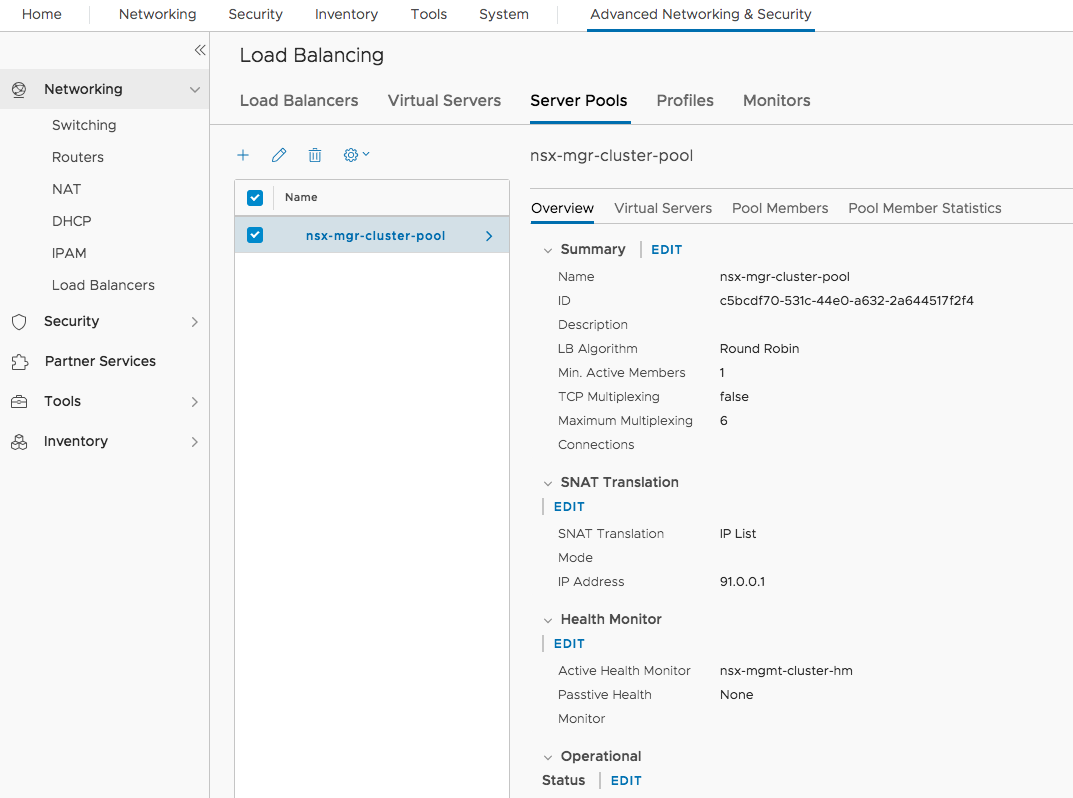 Home Networking Security Inventory Tools System Advanced Networking & Security
Networking
Switching
Routers
NAT
DHCP
IPAM
Load Balancers
Security
Partner Services
Tools
Inventory
Load Balancing
Load Balancers Virtual Servers Server Pools Profiles Monitors
Name
nsx-mgr-cluster-pool
nsx-mgr-cluster-pool
Overview Virtual Servers Pool Members Pool Member Statistics
Summary EDIT
Name nsx-mgr-cluster-pool
ID c5bcdf70-531c-44e0-a632-2a644517f2f4
Description
LB Algorithm Round Robin
Min. Active Members 1
TCP Multiplexing false
Maximum Multiplexing 6
Connections
SNAT Translation
EDIT
SNAT Translation IP List
Mode
IP Address 91.0.0.1
Health Monitor
EDIT
Active Health Monitor nsx-mgmt-cluster-hm
Passtive Health None
Monitor
Operational
Status EDIT